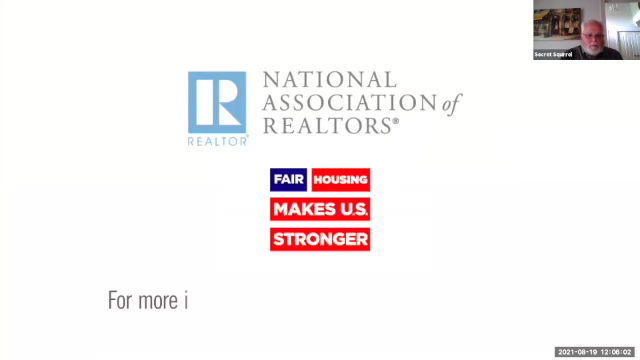 Secret Squirrel
NATIONAL
ASSOCIATION of
REALTORS®
REALTOR®
FAIR HOUSING
MAKES U.S.
STRONGER
For more i
2021-08-19 12:06:02